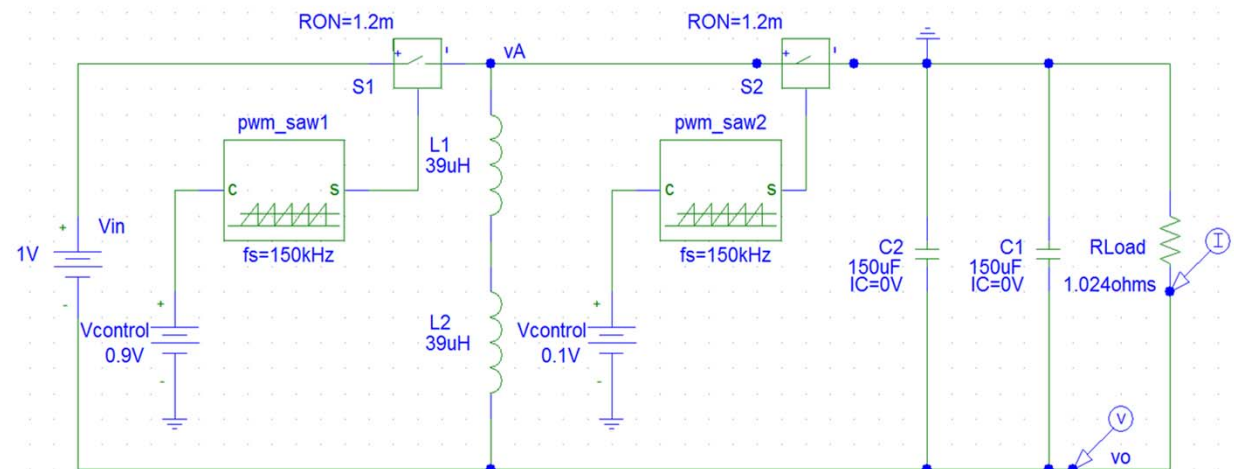 RON=1.2m
RON=1.2m
+
'
vA
+
'
S1
S2
pwm_saw1
pwm_saw2
L1
39uH
C
S
C
S
+
Vin
1V
-
fs=150kHz
fs=150kHz
C2
150uF
IC=0V
C1
150uF
IC=0V
RLoad
1.024ohms
I
+
Vcontrol
0.9V
-
L2
39uH
+
Vcontrol
0.1V
-
V
vo